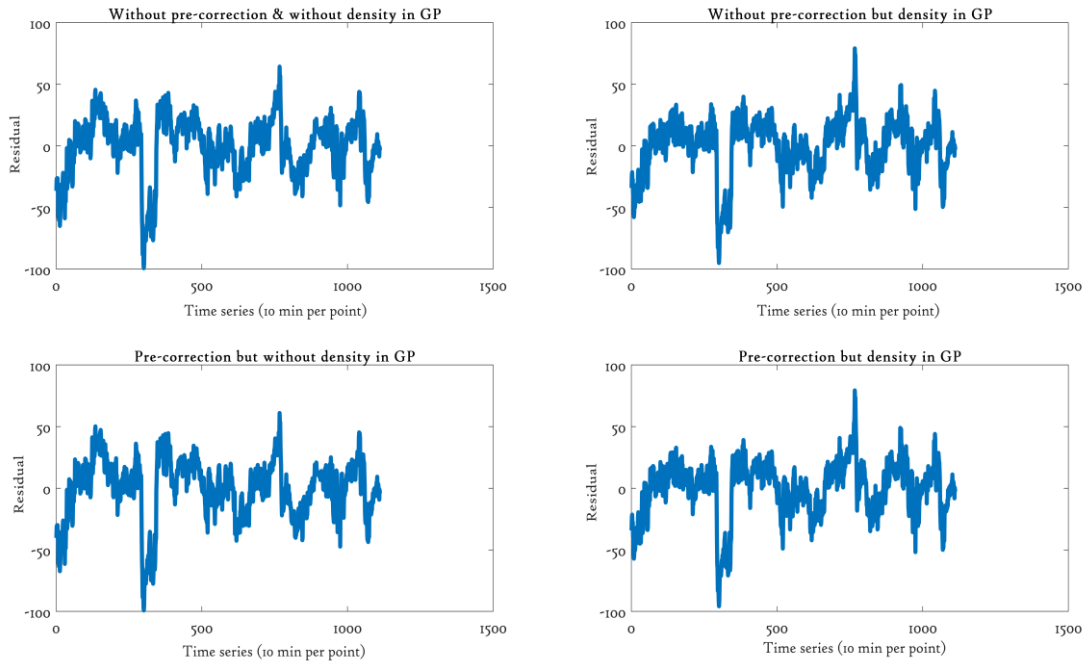 Without pre-correction & without density in GP
100
50
0
-50
-100
Residual
0 500 1000 1500
Time series (10 min per point)
Without pre-correction but density in GP
100
50
0
-50
-100
Residual
0 500 1000 1500
Time series (10 min per point)
Pre-correction but without density in GP
100
50
0
-50
-100
Residual
0 500 1000 1500
Time series (10 min per point)
Pre-correction but density in GP
100
50
0
-50
-100
Residual
0 500 1000 1500
Time series (10 min per point)